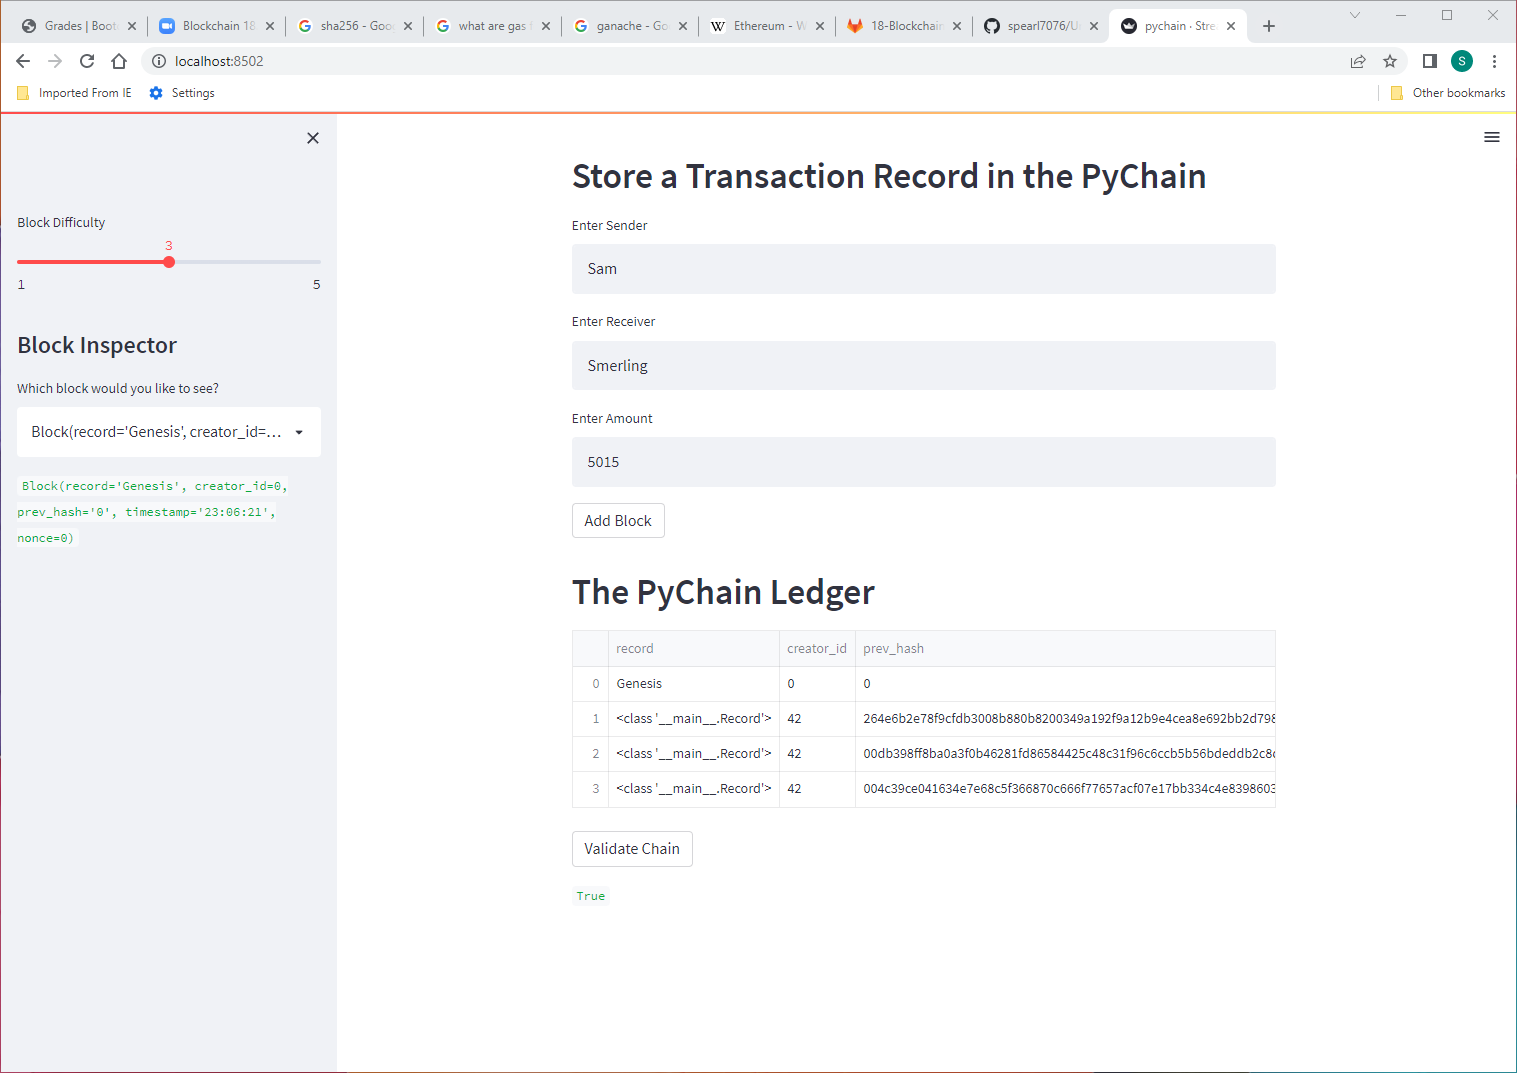 Grades | Boot
Blockchain 18
sha256 - Goo
what are gas
ganache - Go
Ethereum - W
18-Blockchain
spearl7076/U
pychain · Stre
localhost:8502
S
Imported From IE
Settings
Other bookmarks
Block Difficulty
3
1
5
Block Inspector
Which block would you like to see?
Block(record='Genesis', creator_id=...
Block(record='Genesis', creator_id=0,
prev_hash='0', timestamp='23:06:21',
nonce=0)
Store a Transaction Record in the PyChain
Enter Sender
Sam
Enter Receiver
Smerling
Enter Amount
5015
Add Block
The PyChain Ledger
record creator_id prev_hash
0 Genesis 0 0
1 <class '__main__.Record'> 42 264e6b2e78f9cfdb3008b880b8200349a192f9a12b9e4cea8e692bb2d798
2 <class '__main__.Record'> 42 00db398ff8ba0a3f0b46281fd86584425c48c31f96c6ccb5b56bdeddb2c8
3 <class '__main__.Record'> 42 004c39ce041634e7e68c5f366870c666f77657acf07e17bb334c4e8398603
Validate Chain
True